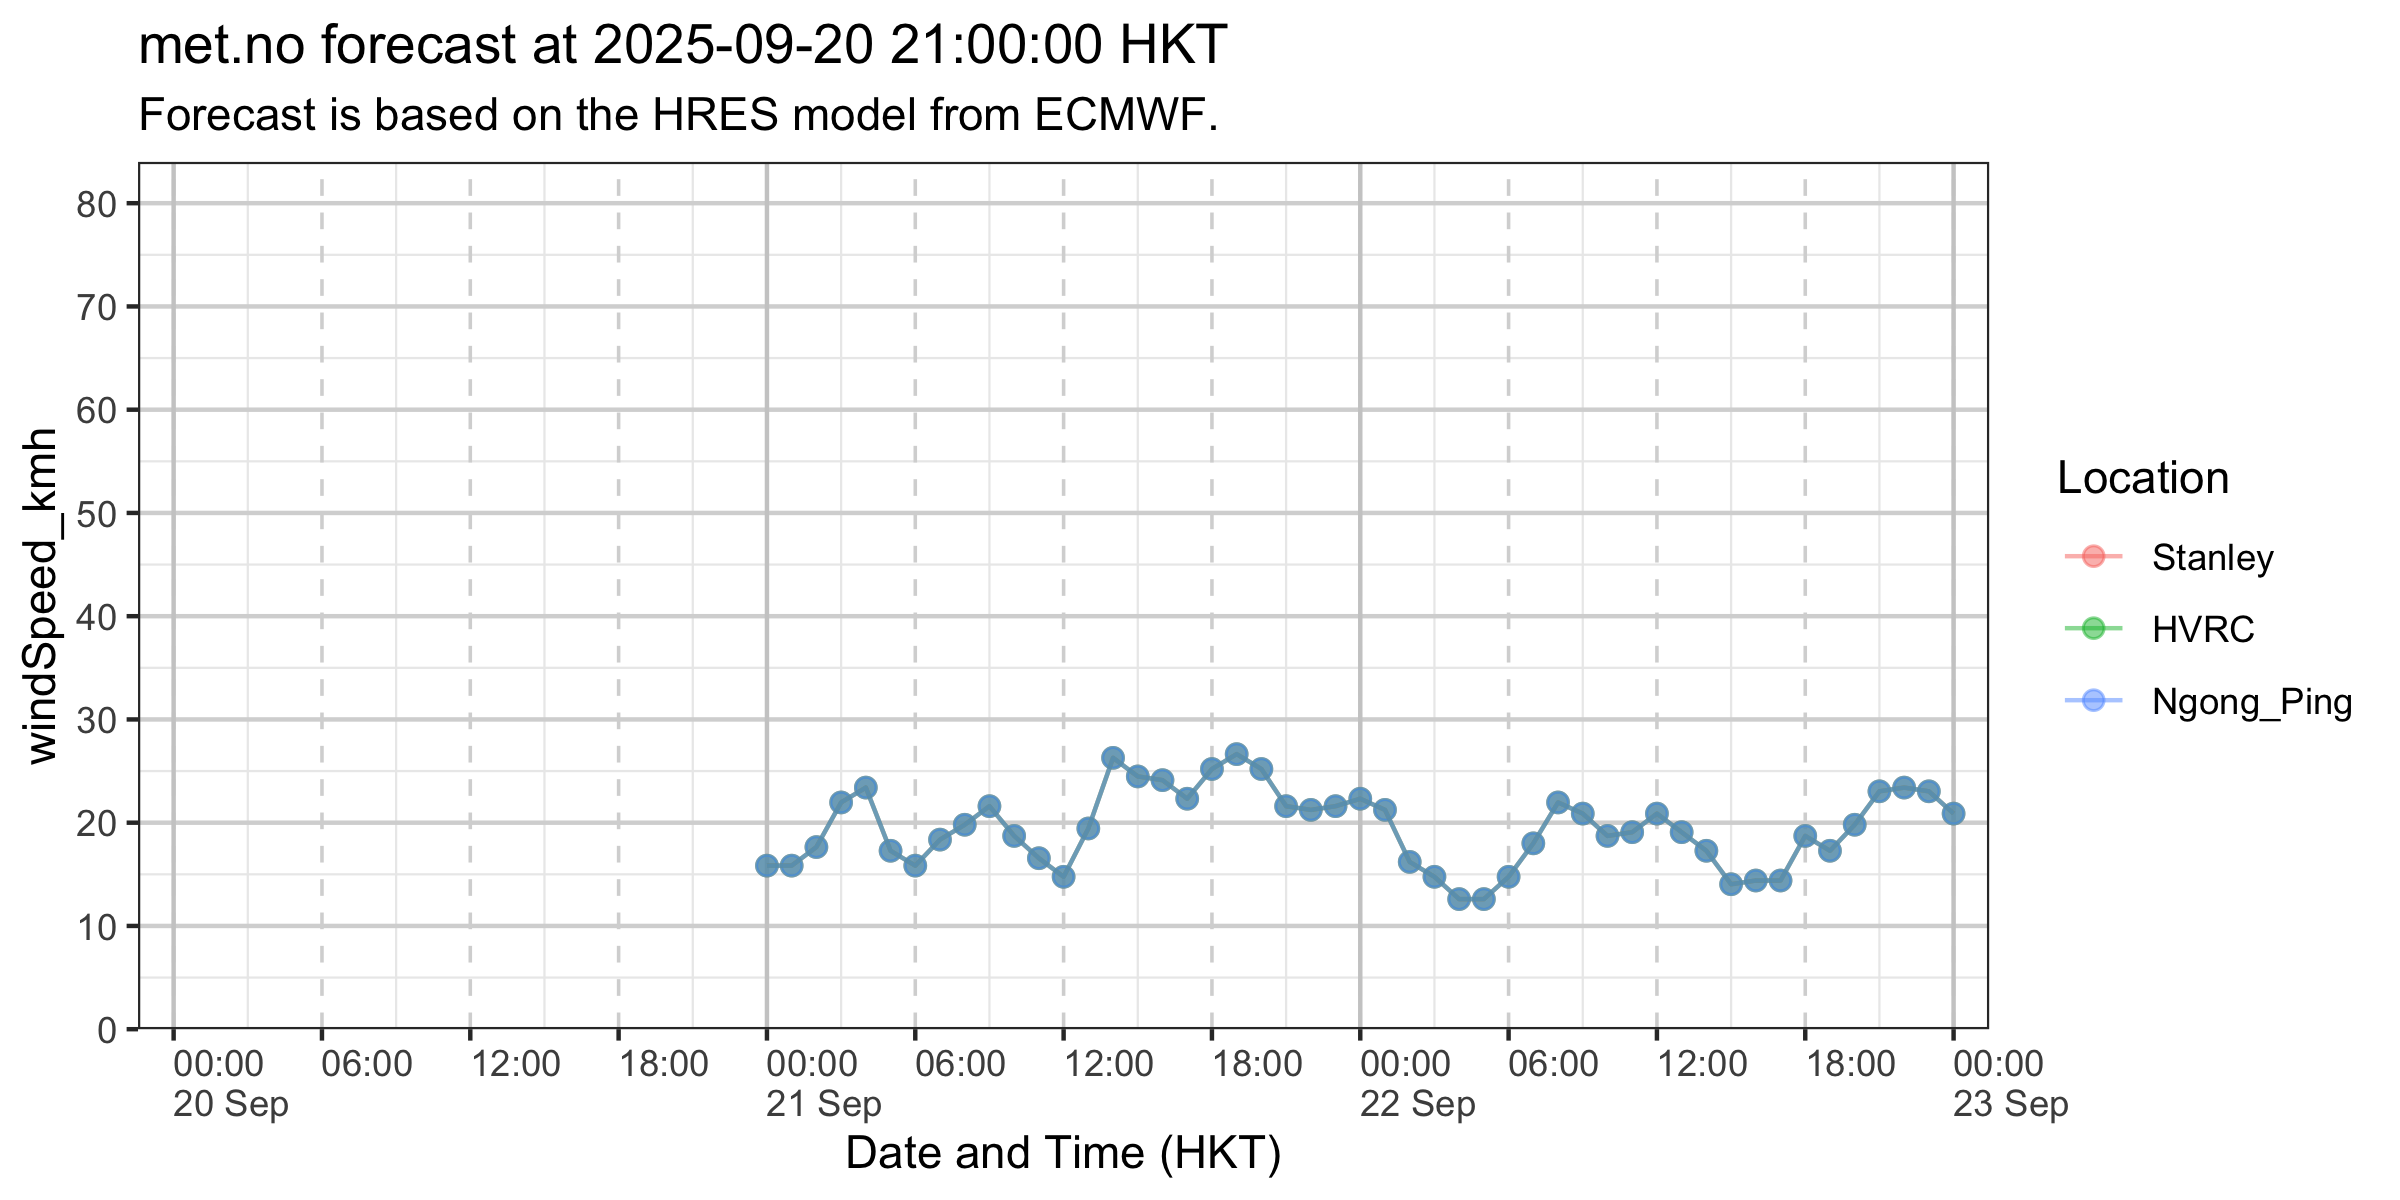 met.no forecast at 2025-09-20 21:00:00 HKT
Forecast is based on the HRES model from ECMWF.
windSpeed_kmh
80
70
60
50
40
30
20
10
0
00:00 06:00 12:00 18:00 00:00 06:00 12:00 18:00 00:00 06:00 12:00 18:00 00:00
20 Sep 21 Sep 22 Sep 23 Sep
Date and Time (HKT)
Location
Stanley
HVRC
Ngong_Ping